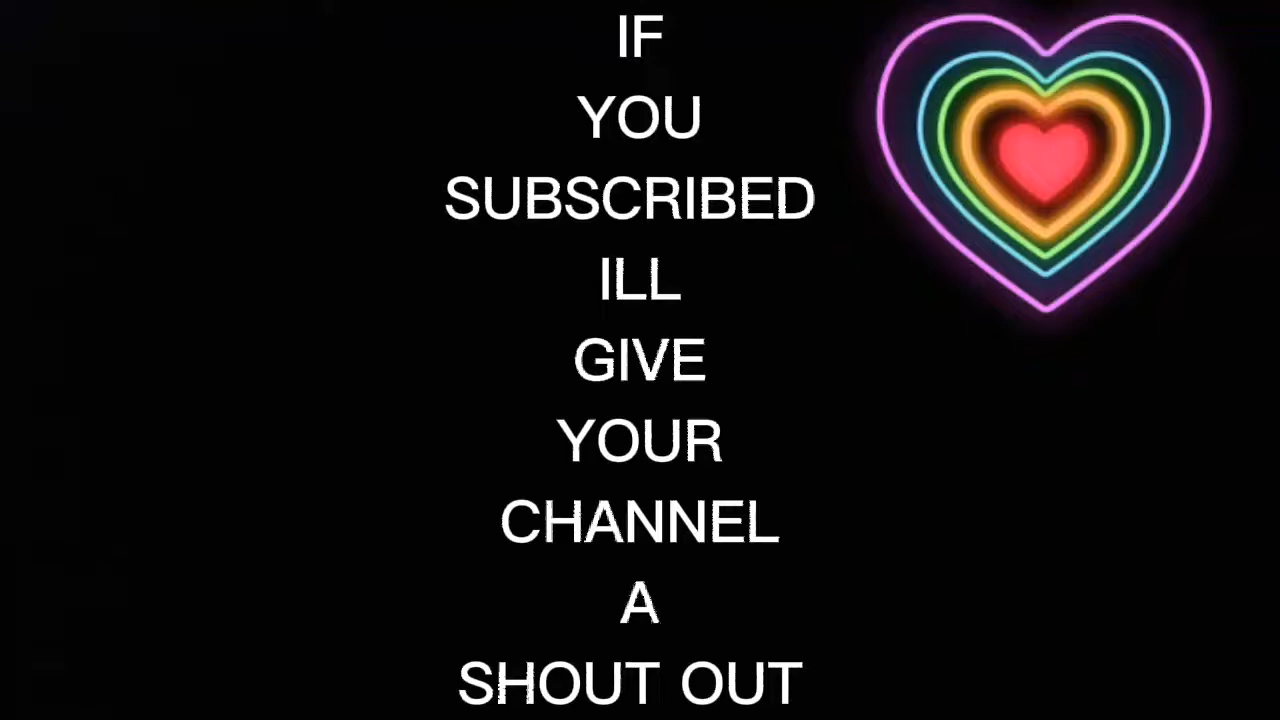 IF
YOU
SUBSCRIBED
ILL
GIVE
YOUR
CHANNEL
A
SHOUT OUT